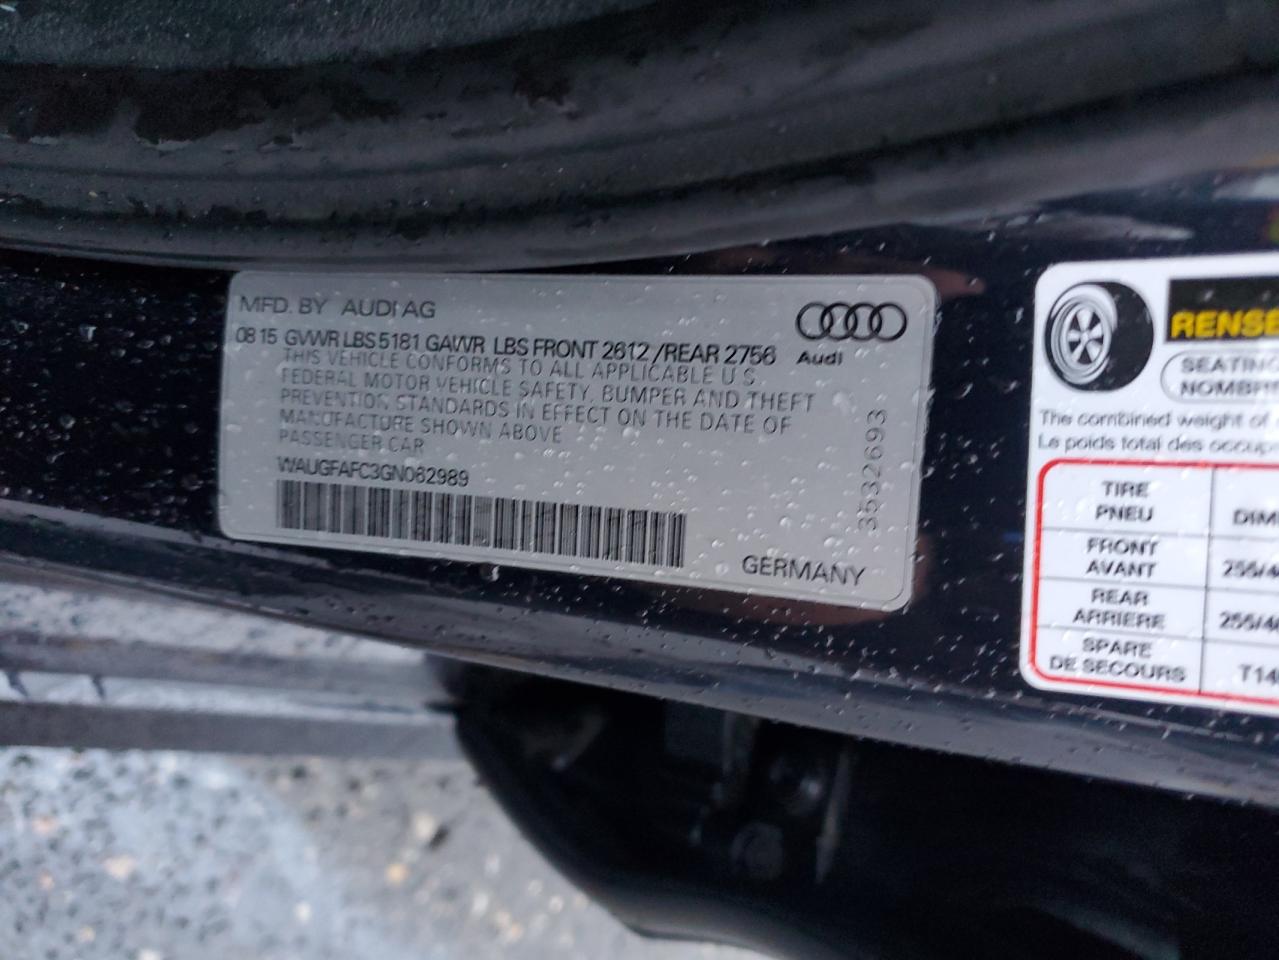 MFD. BY AUDI AG
08 15 GVWR LBS 5181 GAWR LBS FRONT 2612 /REAR 2756
Audi
THIS VEHICLE CONFORMS TO ALL APPLICABLE U S
FEDERAL MOTOR VEHICLE SAFETY, BUMPER AND THEFT
PREVENTION STANDARDS IN EFFECT ON THE DATE OF
MANUFACTURE SHOWN ABOVE
PASSENGER CAR
WAUGFAFC3GN062989
3532693
GERMANY
RENSE
SEATING
NOMBRE
The combined weight of
Le poids total des occup
TIRE
PNEU
DIM
FRONT
AVANT
255/4
REAR
ARRIERE
255/4
SPARE
DE SECOURS
T14